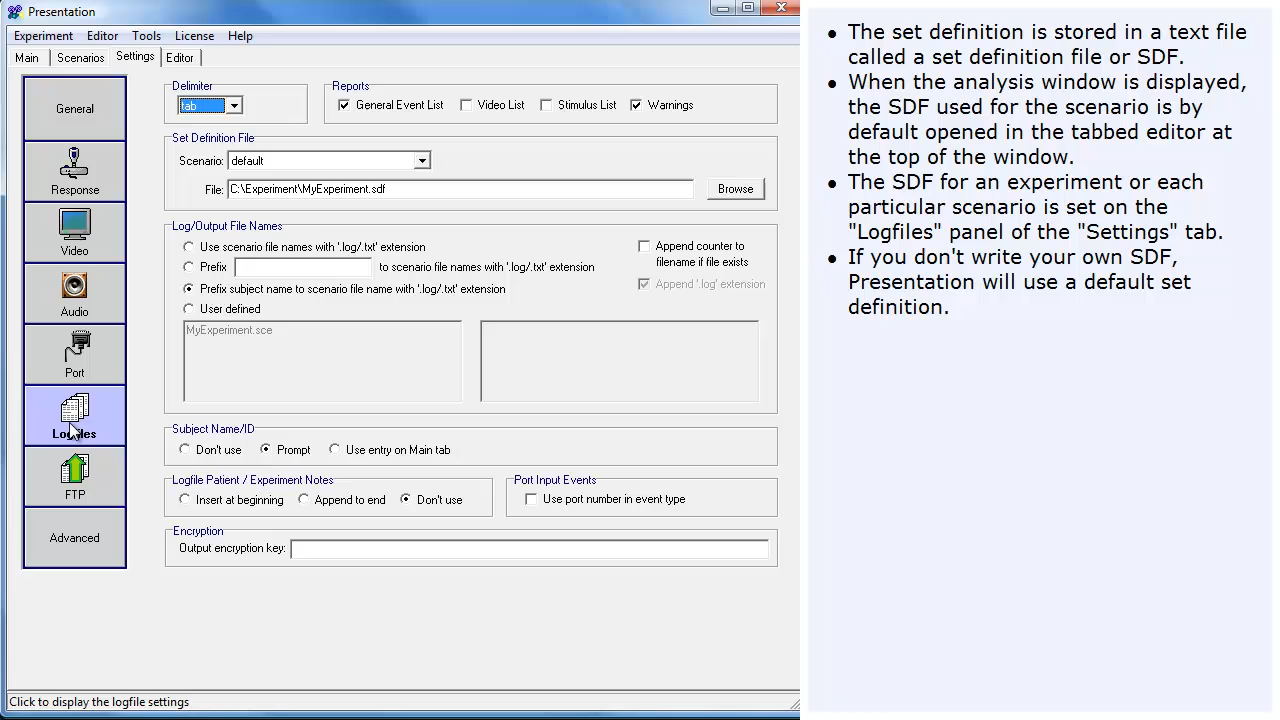 Presentation
Experiment Editor Tools License Help
Main Scenarios Settings Editor
General
Response
Video
Audio
Port
Logfiles
FTP
Advanced
Delimiter
tab
Reports
General Event List Video List Stimulus List Warnings
Set Definition File
Scenario: default
File: C:\Experiment\MyExperiment.sdf Browse
Log/Output File Names
Use scenario file names with '.log/.txt' extension
Prefix to scenario file names with '.log/.txt' extension
Prefix subject name to scenario file name with '.log/.txt' extension
User defined
Append counter to
filename if file exists
Append '.log' extension
MyExperiment.sce
Subject Name/ID
Don't use Prompt Use entry on Main tab
Logfile Patient / Experiment Notes
Insert at beginning Append to end Don't use
Port Input Events
Use port number in event type
Encryption
Output encryption key:
Click to display the logfile settings
• The set definition is stored in a text file
called a set definition file or SDF.
• When the analysis window is displayed,
the SDF used for the scenario is by
default opened in the tabbed editor at
the top of the window.
• The SDF for an experiment or each
particular scenario is set on the
"Logfiles" panel of the "Settings" tab.
• If you don't write your own SDF,
Presentation will use a default set
definition.